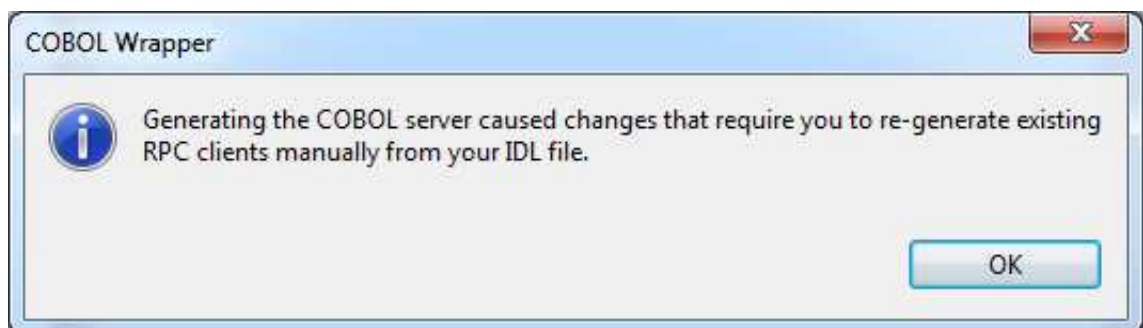 COBOL Wrapper
Generating the COBOL server caused changes that require you to re-generate existing
RPC clients manually from your IDL file.
OK